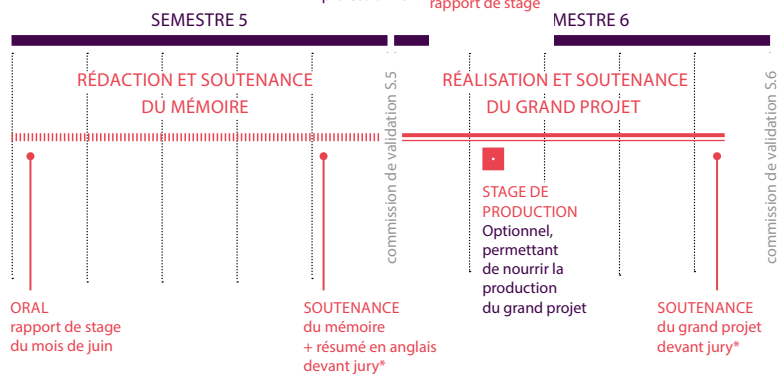 rapport de stage
SEMESTRE 5
MESTRE 6
RÉDACTION ET SOUTENANCE
DU MÉMOIRE
commission de validation S.5
RÉALISATION ET SOUTENANCE
DU GRAND PROJET
commission de validation S.6
STAGE DE
PRODUCTION
Optionnel,
permettant
de nourrir la
production
du grand projet
ORAL
rapport de stage
du mois de juin
SOUTENANCE
du mémoire
+ résumé en anglais
devant jury*
SOUTENANCE
du grand projet
devant jury*